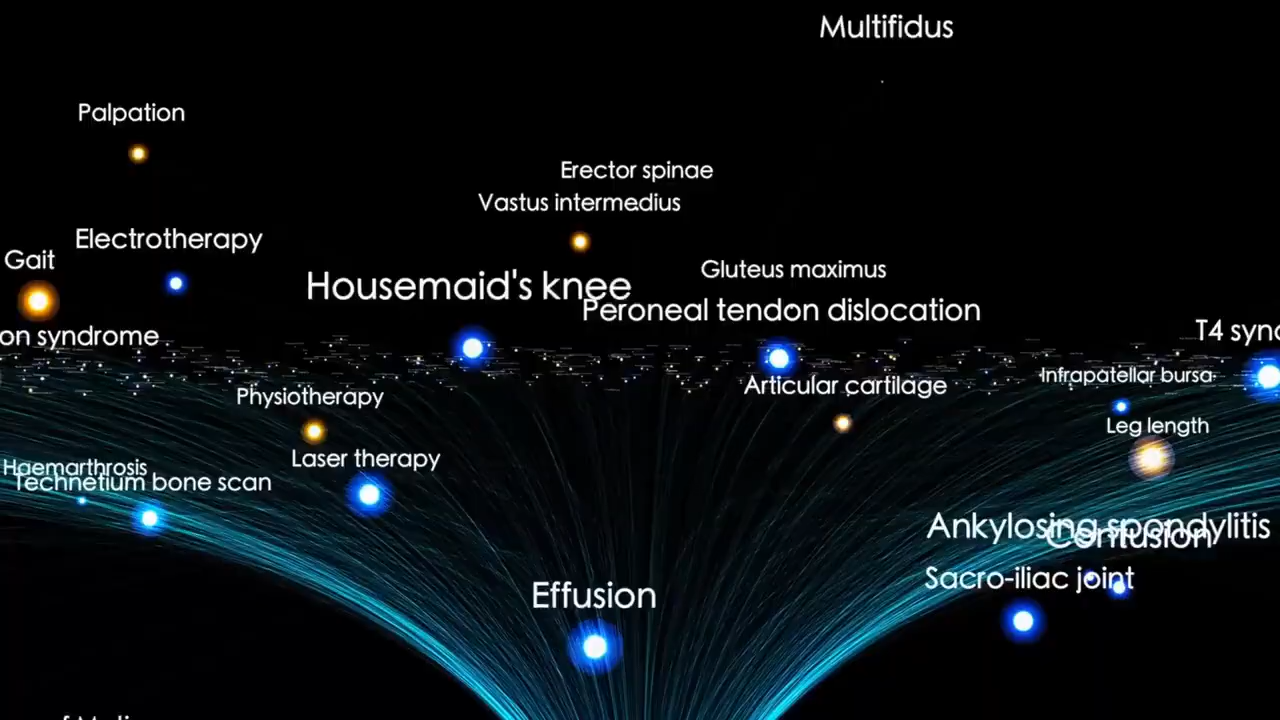 Multifidus
Palpation
Erector spinae
Vastus intermedius
Electrotherapy
Gait
Gluteus maximus
Housemaid's knee
Peroneal tendon dislocation
on syndrome
T4 sync
Infrapatellar bursa
Articular cartilage
Physiotherapy
Leg length
Laser therapy
Haemarthrosis
Technetium bone scan
Ankylosing spondylitis
Contusion
Sacro-iliac joint
Effusion